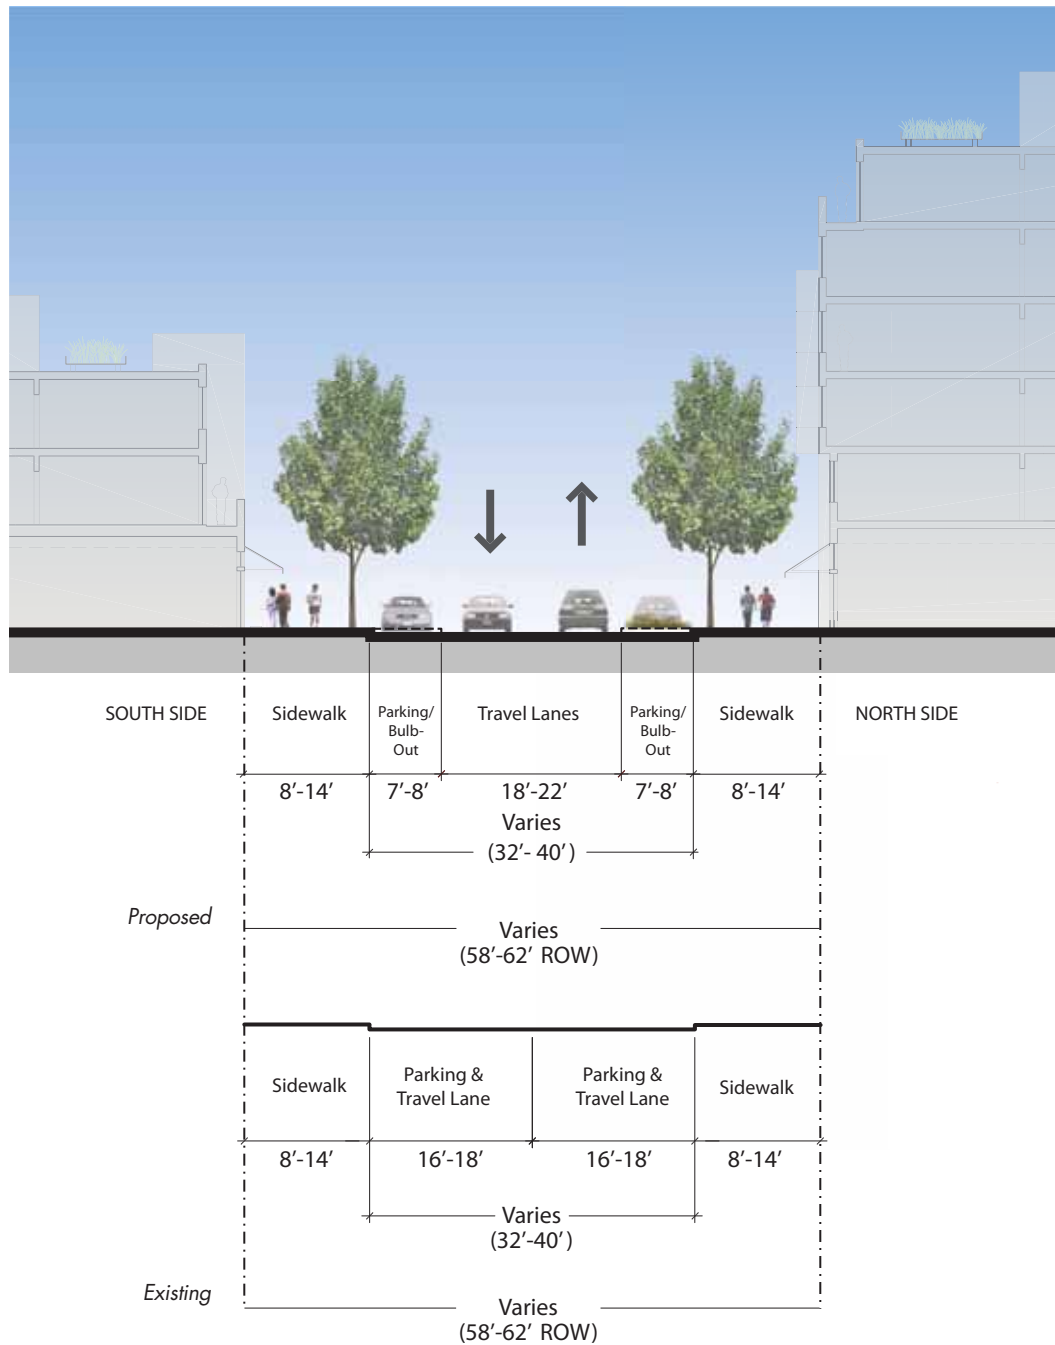 SOUTH SIDE
Sidewalk
Parking/
Bulb-
Out
Travel Lanes
Parking/
Bulb-
Out
Sidewalk
NORTH SIDE
8’-14’
7’-8’
18’-22’
7’-8’
8’-14’
Varies
(32’- 40’)
Proposed
Varies
(58’-62’ ROW)
Sidewalk
Parking &
Travel Lane
Parking &
Travel Lane
Sidewalk
8’-14’
16’-18’
16’-18’
8’-14’
Varies
(32’-40’)
Existing
Varies
(58’-62’ ROW)